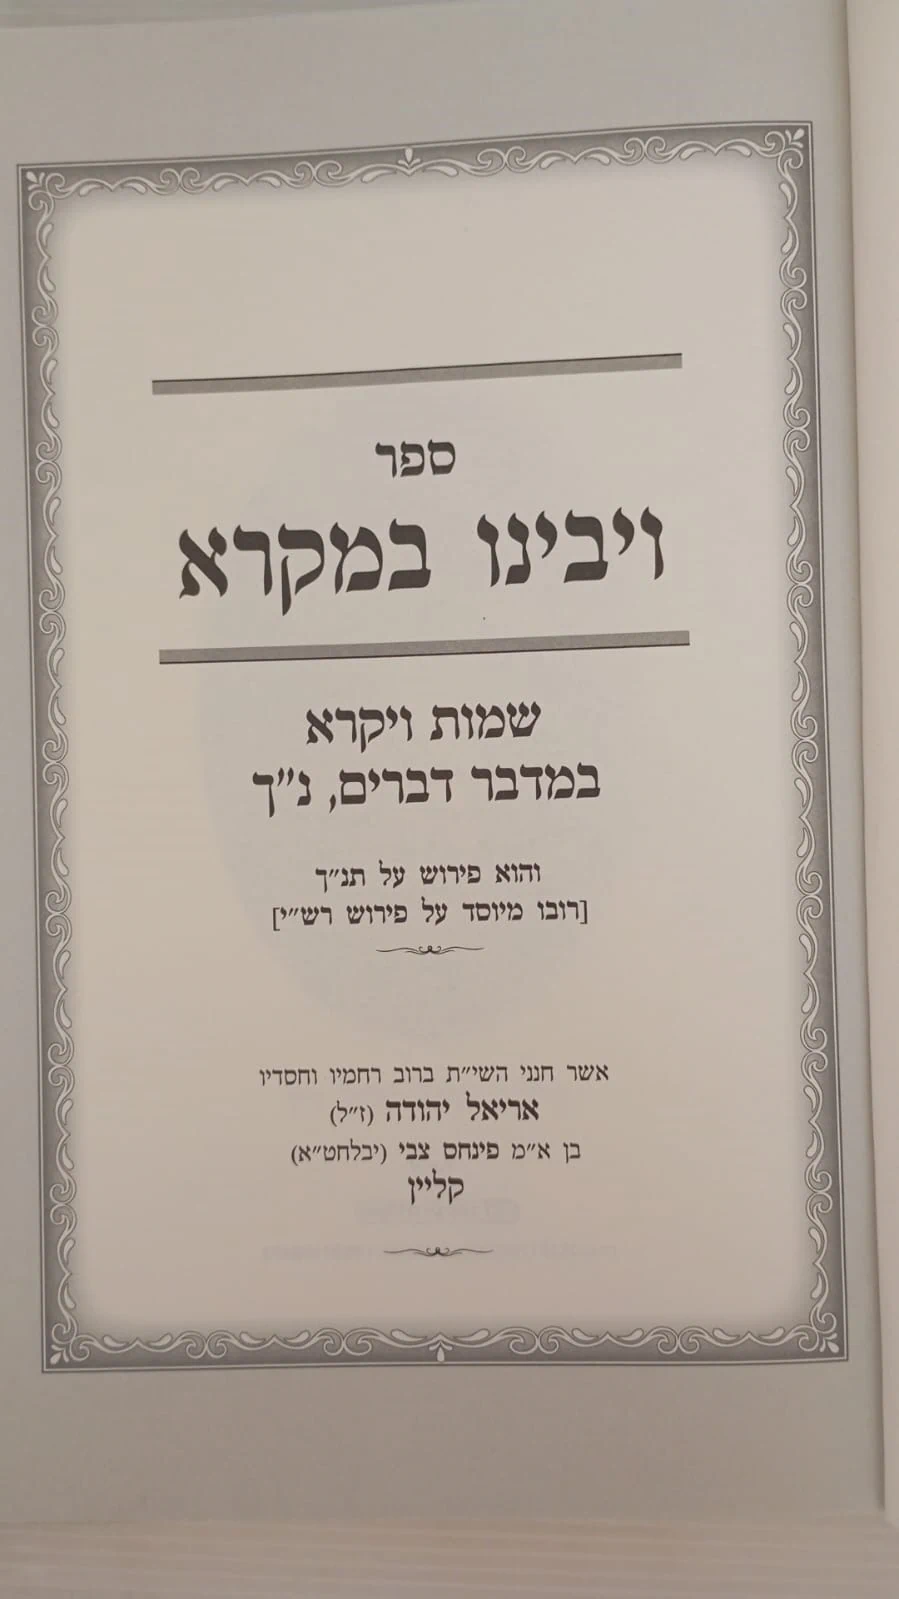 ספר
ויבינו במקרא
שמות ויקרא
במדבר דברים, נ״ך
והוא פירוש על תנ״ך
[רובו מיוסד על פירוש רש״י]
אשר חנני השי״ת ברוב רחמיו וחסדיו
אריאל יהודה (ז״ל)
בן א״מ פינחס צבי (יבלחט״א)
קליין